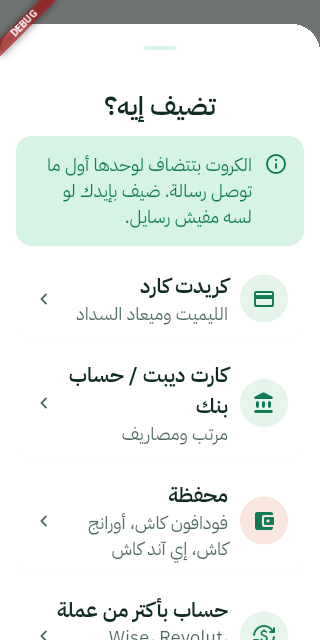 DEBUG
تضيف إيه؟
الكروت بتتضاف لوحدها أول ما
توصل رسالة. ضيف بإيدك لو
لسه مفيش رسايل.
كريدت كارد
الليميت وميعاد السداد
كارت ديبت / حساب
بنك
مرتب ومصاريف
محفظة
فودافون كاش، أورانج
كاش، إي آند كاش
حساب بأكتر من عملة
Wise، Revolut،